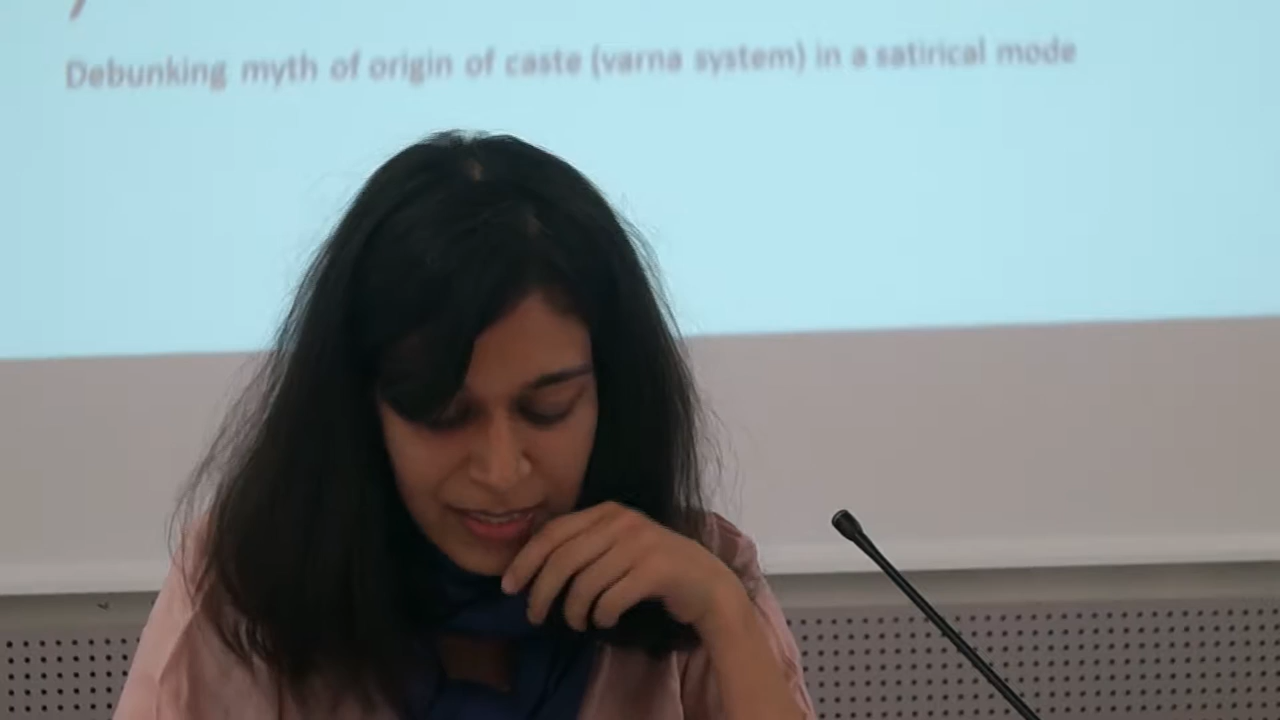 Debunking myth of origin of caste (varna system) in a satirical mode